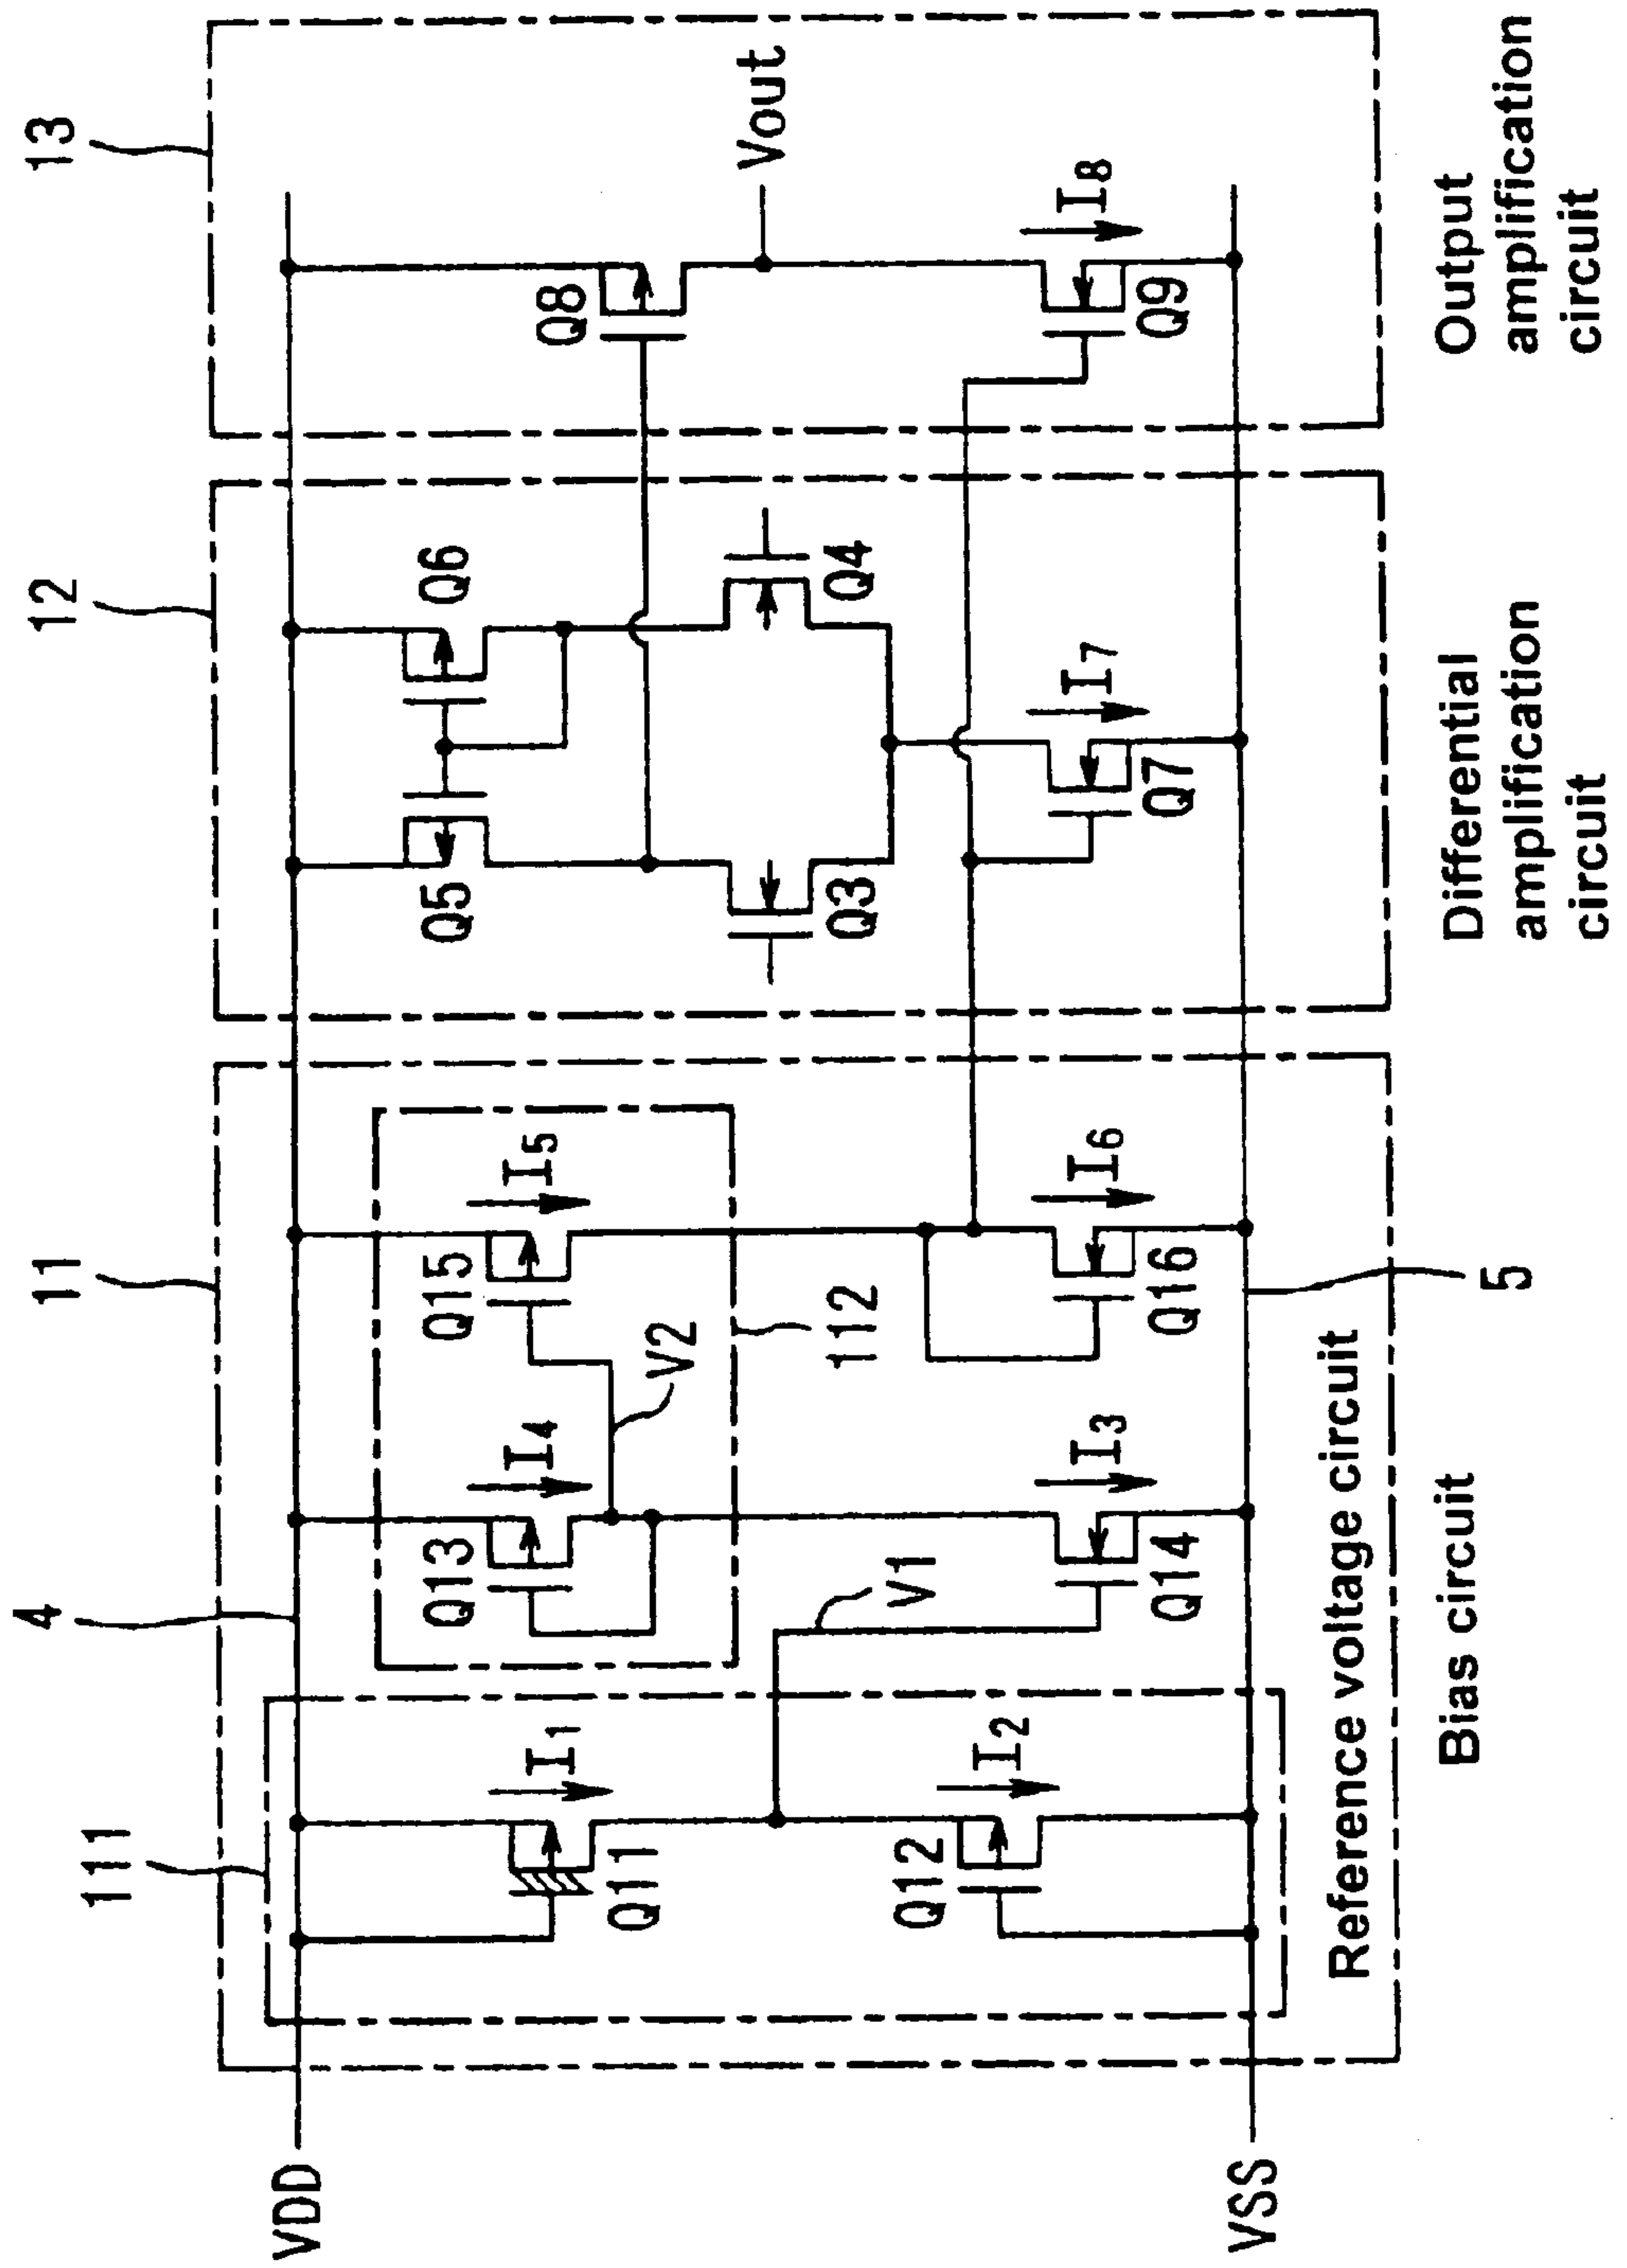 111
4
11
12
13
VDD
Q11
I1
Q13
I4
Q15
I5
Q5
Q6
Q8
V2
112
V1
Q3
Q4
Vout
Q12
I2
Q14
I3
Q16
I6
Q7
I7
Q9
I8
VSS
5
Reference voltage circuit
Bias circuit
Differential
amplification
circuit
Output
amplification
circuit